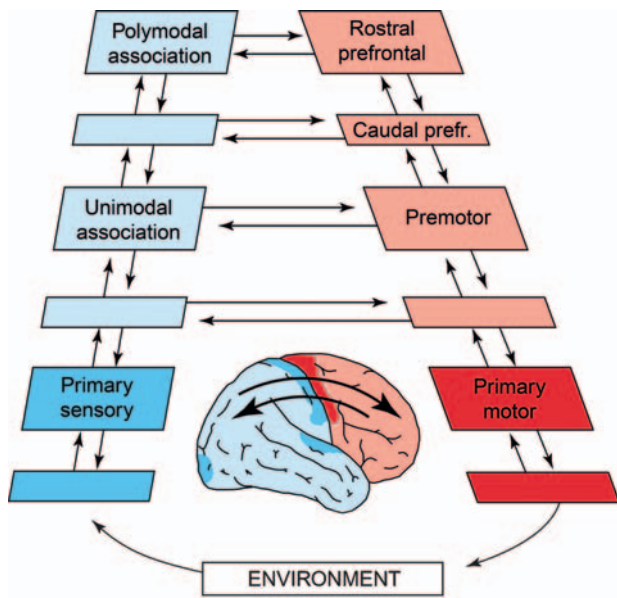 Polymodal
association
Rostral
prefrontal
Caudal prefr.
Unimodal
association
Premotor
Primary
sensory
Primary
motor
ENVIRONMENT